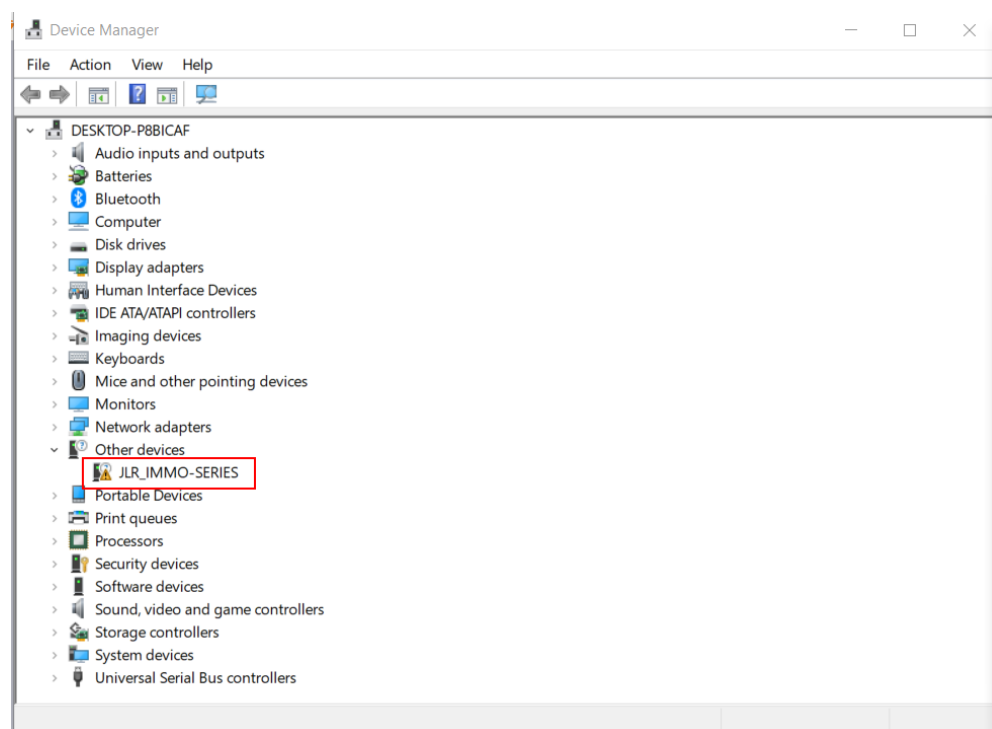 Device Manager
File Action View Help
DESKTOP-P8BICAF
Audio inputs and outputs
Batteries
Bluetooth
Computer
Disk drives
Display adapters
Human Interface Devices
IDE ATA/ATAPI controllers
Imaging devices
Keyboards
Mice and other pointing devices
Monitors
Network adapters
Other devices
JLR_IMMO-SERIES
Portable Devices
Print queues
Processors
Security devices
Software devices
Sound, video and game controllers
Storage controllers
System devices
Universal Serial Bus controllers